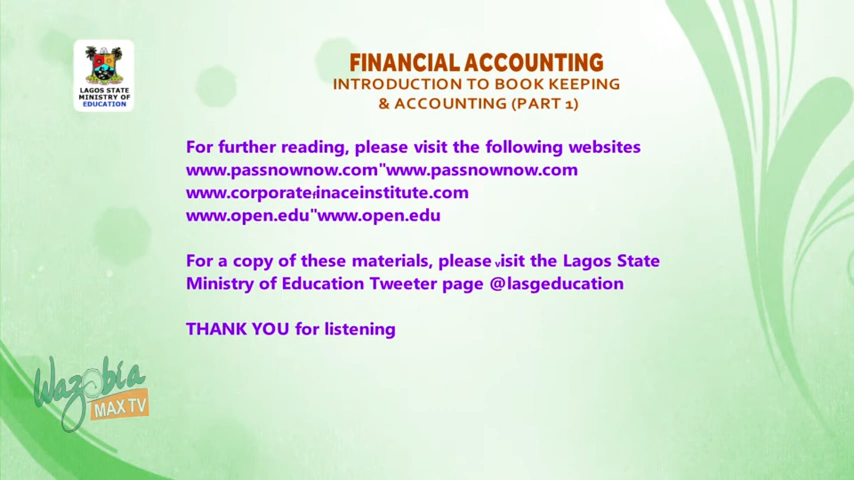 LAGOS STATE
MINISTRY OF
EDUCATION
FINANCIAL ACCOUNTING
INTRODUCTION TO BOOK KEEPING
& ACCOUNTING (PART 1)
For further reading, please visit the following websites
www.passnownow.com"www.passnownow.com
www.corporatefinaceinstitute.com
www.open.edu"www.open.edu
For a copy of these materials, please visit the Lagos State
Ministry of Education Tweeter page @lasgeducation
THANK YOU for listening
Wazobia
MAX TV